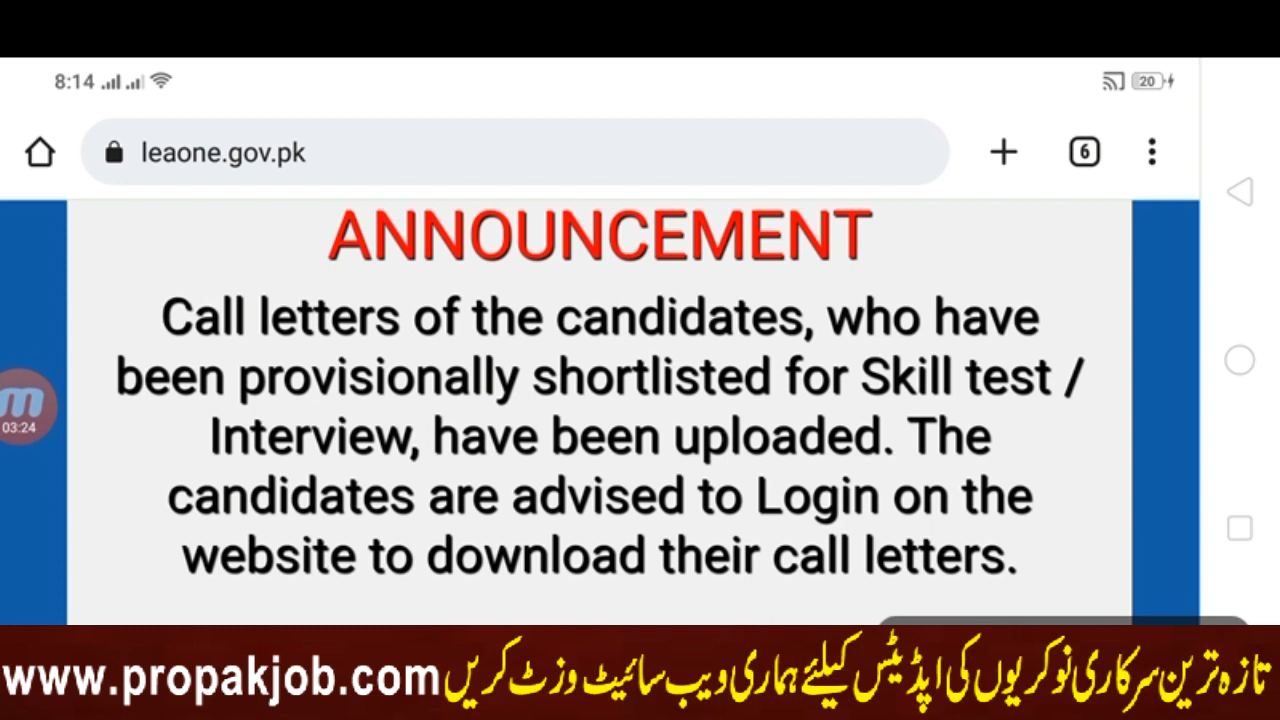 8:14
20
leaone.gov.pk
6
ANNOUNCEMENT
Call letters of the candidates, who have
been provisionally shortlisted for Skill test /
Interview, have been uploaded. The
candidates are advised to Login on the
website to download their call letters.
m
03:24
تازہ ترین سرکاری نوکریوں کی اپڈیٹس کیلئے ہماری ویب سائیٹ وزٹ کریں www.propakjob.com